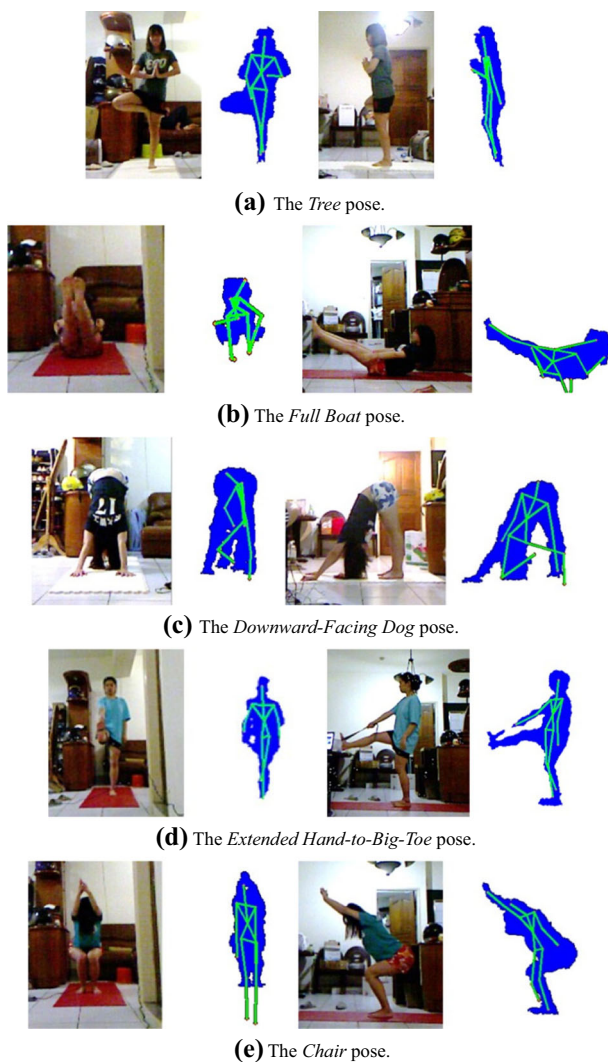 (a) The Tree pose.
(b) The Full Boat pose.
17
(c) The Downward-Facing Dog pose.
(d) The Extended Hand-to-Big-Toe pose.
(e) The Chair pose.